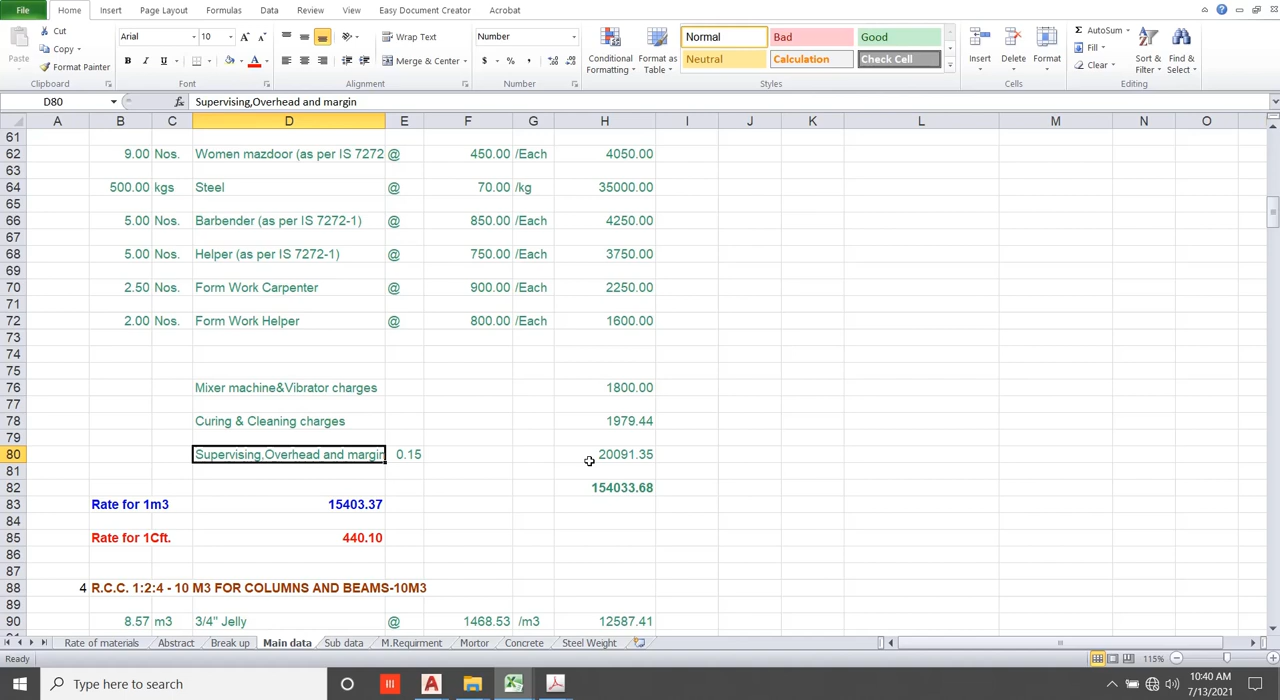 File Home Insert Page Layout Formulas Data Review View Easy Document Creator Acrobat
Cut Arial 10 Wrap Text Number Normal Bad Good AutoSum
Copy Fill
Paste Format Painter Merge & Center Conditional Formatting Format as Table Neutral Calculation Check Cell Insert Delete Format Clear Sort & Filter Find & Select
Clipboard Font Alignment Number Styles Cells Editing
D80 fx Supervising,Overhead and margin
A B C D E F G H I J K L M N O
61
62 9.00 Nos. Women mazdoor (as per IS 7272 @ 450.00 /Each 4050.00
63
64 500.00 kgs Steel @ 70.00 /kg 35000.00
65
66 5.00 Nos. Barbender (as per IS 7272-1) @ 850.00 /Each 4250.00
67
68 5.00 Nos. Helper (as per IS 7272-1) @ 750.00 /Each 3750.00
69
70 2.50 Nos. Form Work Carpenter @ 900.00 /Each 2250.00
71
72 2.00 Nos. Form Work Helper @ 800.00 /Each 1600.00
73
74
75
76 Mixer machine&Vibrator charges 1800.00
77
78 Curing & Cleaning charges 1979.44
79
80 Supervising,Overhead and margin 0.15 20091.35
81
82 154033.68
83 Rate for 1m3 15403.37
84
85 Rate for 1Cft. 440.10
86
87
88 4 R.C.C. 1:2:4 - 10 M3 FOR COLUMNS AND BEAMS-10M3
89
90 8.57 m3 3/4" Jelly @ 1468.53 /m3 12587.41
Rate of materials Abstract Break up Main data Sub data M.Requirment Mortor Concrete Steel Weight
Ready 115%
Type here to search 10:40 AM
7/13/2021